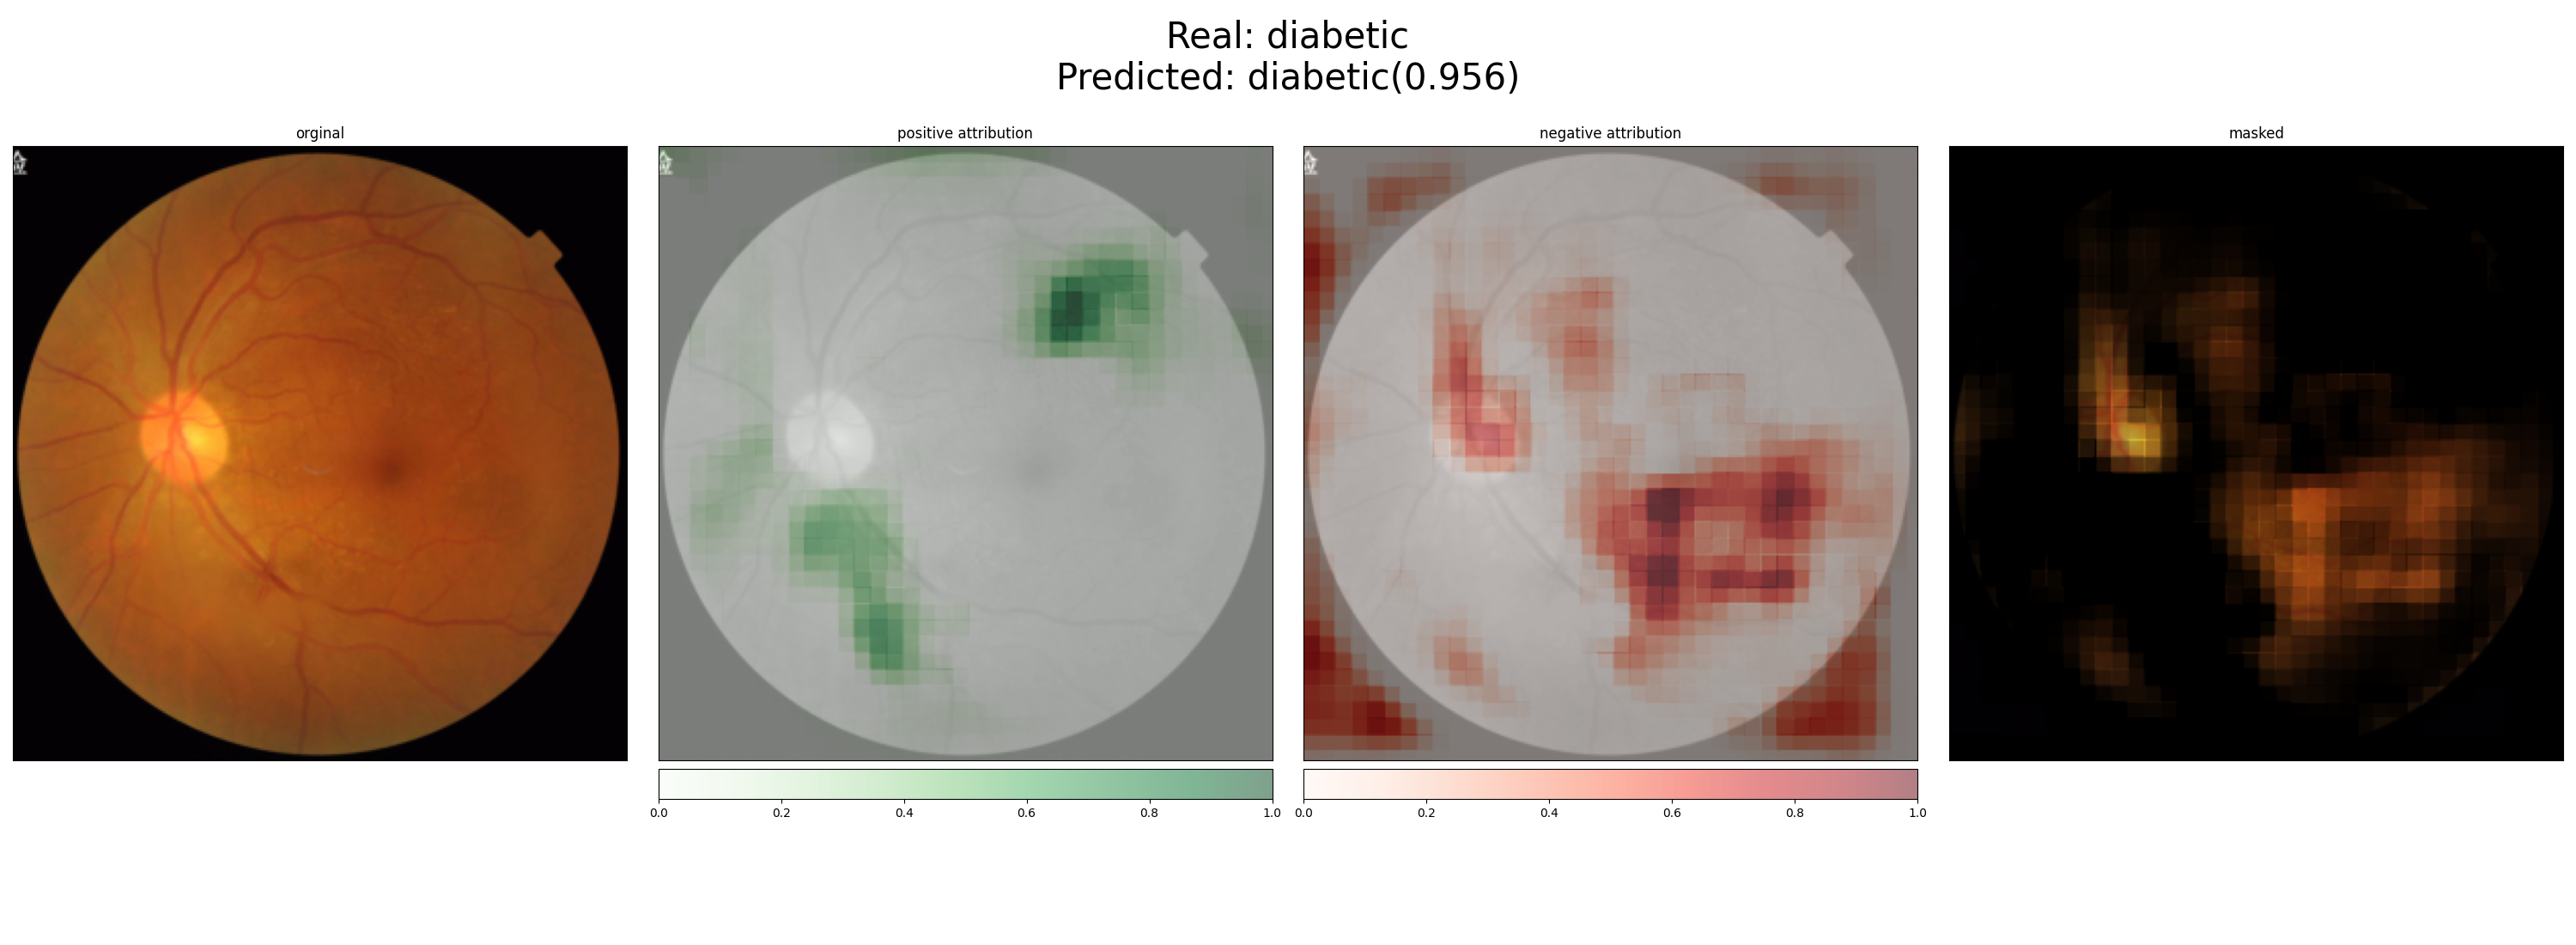 Real: diabetic
Predicted: diabetic(0.956)
orginal
positive attribution
negative attribution
masked
0.0 0.2 0.4 0.6 0.8 1.0
0.0 0.2 0.4 0.6 0.8 1.0